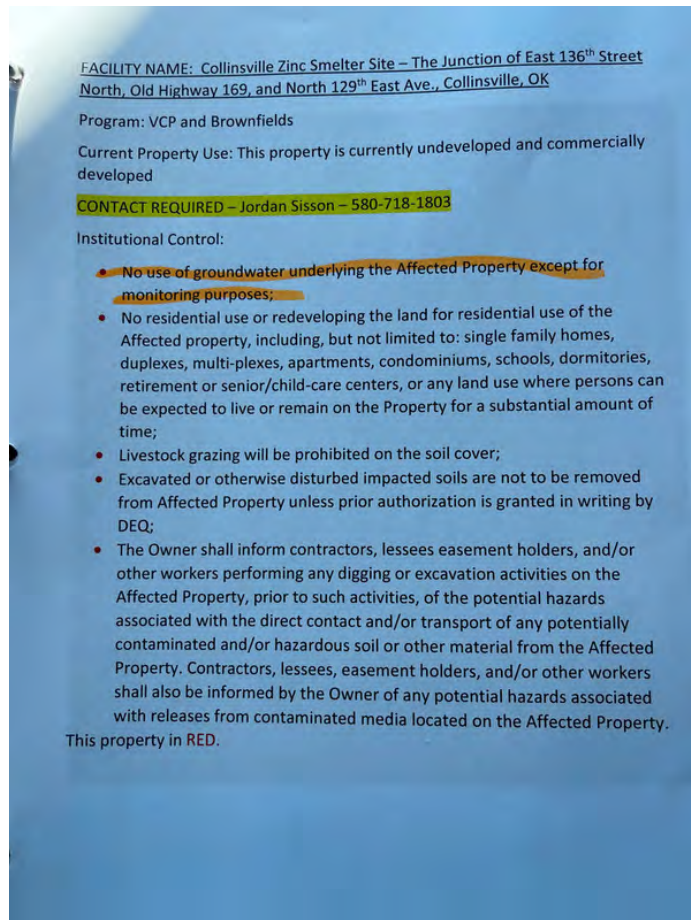 FACILITY NAME: Collinsville Zinc Smelter Site – The Junction of East 136th Street
North, Old Highway 169, and North 129th East Ave., Collinsville, OK
Program: VCP and Brownfields
Current Property Use: This property is currently undeveloped and commercially
developed
CONTACT REQUIRED – Jordan Sisson – 580-718-1803
Institutional Control:
• No use of groundwater underlying the Affected Property except for
monitoring purposes;
• No residential use or redeveloping the land for residential use of the
Affected property, including, but not limited to: single family homes,
duplexes, multi-plexes, apartments, condominiums, schools, dormitories,
retirement or senior/child-care centers, or any land use where persons can
be expected to live or remain on the Property for a substantial amount of
time;
• Livestock grazing will be prohibited on the soil cover;
• Excavated or otherwise disturbed impacted soils are not to be removed
from Affected Property unless prior authorization is granted in writing by
DEQ;
• The Owner shall inform contractors, lessees easement holders, and/or
other workers performing any digging or excavation activities on the
Affected Property, prior to such activities, of the potential hazards
associated with the direct contact and/or transport of any potentially
contaminated and/or hazardous soil or other material from the Affected
Property. Contractors, lessees, easement holders, and/or other workers
shall also be informed by the Owner of any potential hazards associated
with releases from contaminated media located on the Affected Property.
This property in RED.